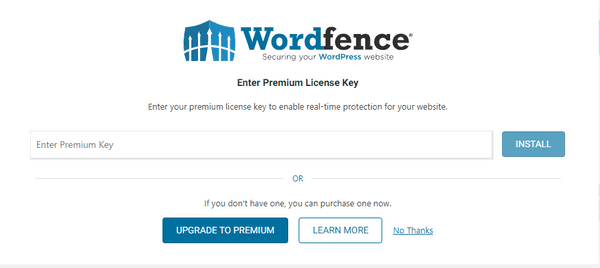 Wordfence®
Securing your WordPress website
Enter Premium License Key
Enter your premium license key to enable real-time protection for your website.
Enter Premium Key
INSTALL
OR
If you don't have one, you can purchase one now.
UPGRADE TO PREMIUM
LEARN MORE
No Thanks